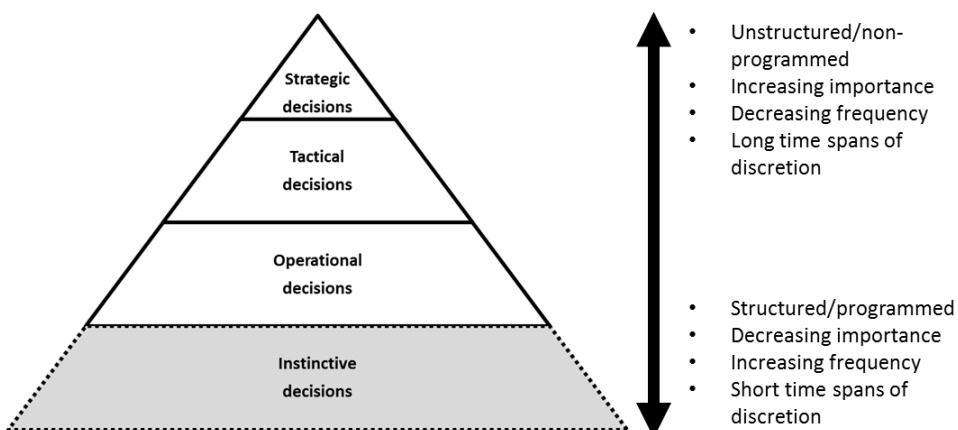 Strategic
decisions
Tactical
decisions
Operational
decisions
Instinctive
decisions
• Unstructured/non-
programmed
• Increasing importance
• Decreasing frequency
• Long time spans of
discretion
• Structured/programmed
• Decreasing importance
• Increasing frequency
• Short time spans of
discretion